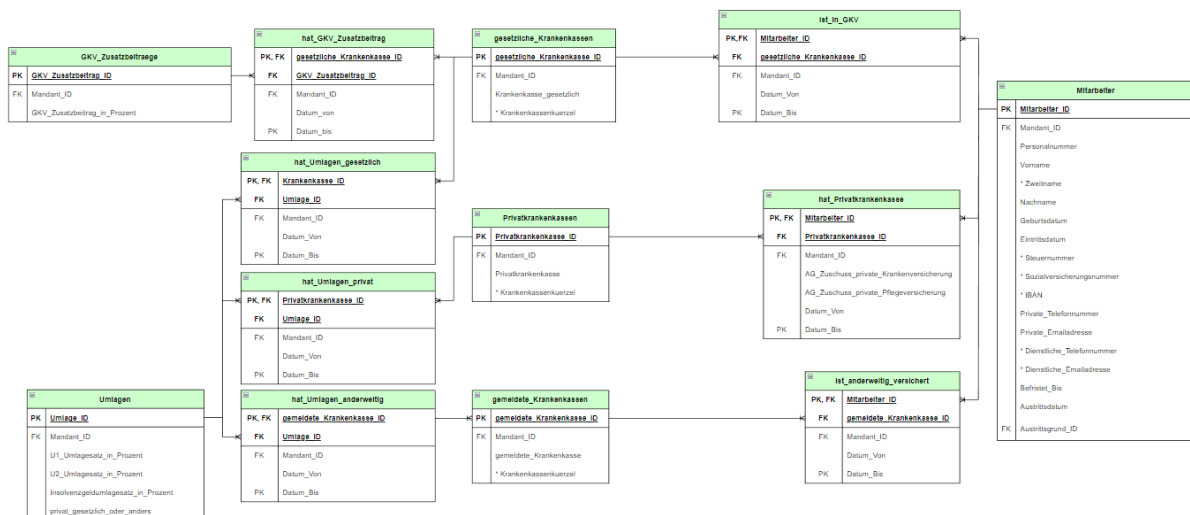 GKV_Zusatzbeitraege
PK GKV_Zusatzbeitrag_ID
FK Mandant_ID
GKV_Zusatzbeitrag_in_Prozent
hat_GKV_Zusatzbeitrag
PK, FK gesetzliche_Krankenkasse_ID
FK GKV_Zusatzbeitrag_ID
FK Mandant_ID
Datum_von
PK Datum_bis
gesetzliche_Krankenkassen
PK gesetzliche_Krankenkasse_ID
FK Mandant_ID
Krankenkasse_gesetzlich
* Krankenkassenkuerzel
Ist_in_GKV
PK,FK Mitarbeiter_ID
FK gesetzliche_Krankenkasse_ID
FK Mandant_ID
Datum_Von
PK Datum_Bis
Mitarbeiter
PK Mitarbeiter_ID
FK Mandant_ID
Personalnummer
Vorname
* Zweitname
Nachname
Geburtsdatum
Eintrittsdatum
* Steuernummer
* Sozialversicherungsnummer
* IBAN
Private_Telefonnummer
Private_Emailadresse
* Dienstliche_Telefonnummer
* Dienstliche_Emailadresse
Befristet_Bis
Austrittsdatum
FK Austrittsgrund_ID
hat_Umlagen_gesetzlich
PK, FK Krankenkasse_ID
FK Umlage_ID
FK Mandant_ID
Datum_Von
PK Datum_Bis
Privatkrankenkassen
PK Privatkrankenkasse_ID
FK Mandant_ID
Privatkrankenkasse
* Krankenkassenkuerzel
hat_Privatkrankenkasse
PK, FK Mitarbeiter_ID
FK Privatkrankenkasse_ID
FK Mandant_ID
AG_Zuschuss_private_Krankenversicherung
AG_Zuschuss_private_Pflegeversicherung
Datum_Von
PK Datum_Bis
hat_Umlagen_privat
PK, FK Privatkrankenkasse_ID
FK Umlage_ID
FK Mandant_ID
Datum_Von
PK Datum_Bis
Umlagen
PK Umlage_ID
FK Mandant_ID
U1_Umlagesatz_in_Prozent
U2_Umlagesatz_in_Prozent
Insolvenzgeldumlagesatz_in_Prozent
privat_gesetzlich_oder_anders
hat_Umlagen_anderweitig
PK, FK gemeldete_Krankenkasse_ID
FK Umlage_ID
FK Mandant_ID
Datum_Von
PK Datum_Bis
gemeldete_Krankenkassen
PK gemeldete_Krankenkasse_ID
FK Mandant_ID
gemeldete_Krankenkasse
* Krankenkassenkuerzel
Ist_anderweitig_versichert
PK, FK Mitarbeiter_ID
FK gemeldete_Krankenkasse_ID
FK Mandant_ID
Datum_Von
PK Datum_Bis